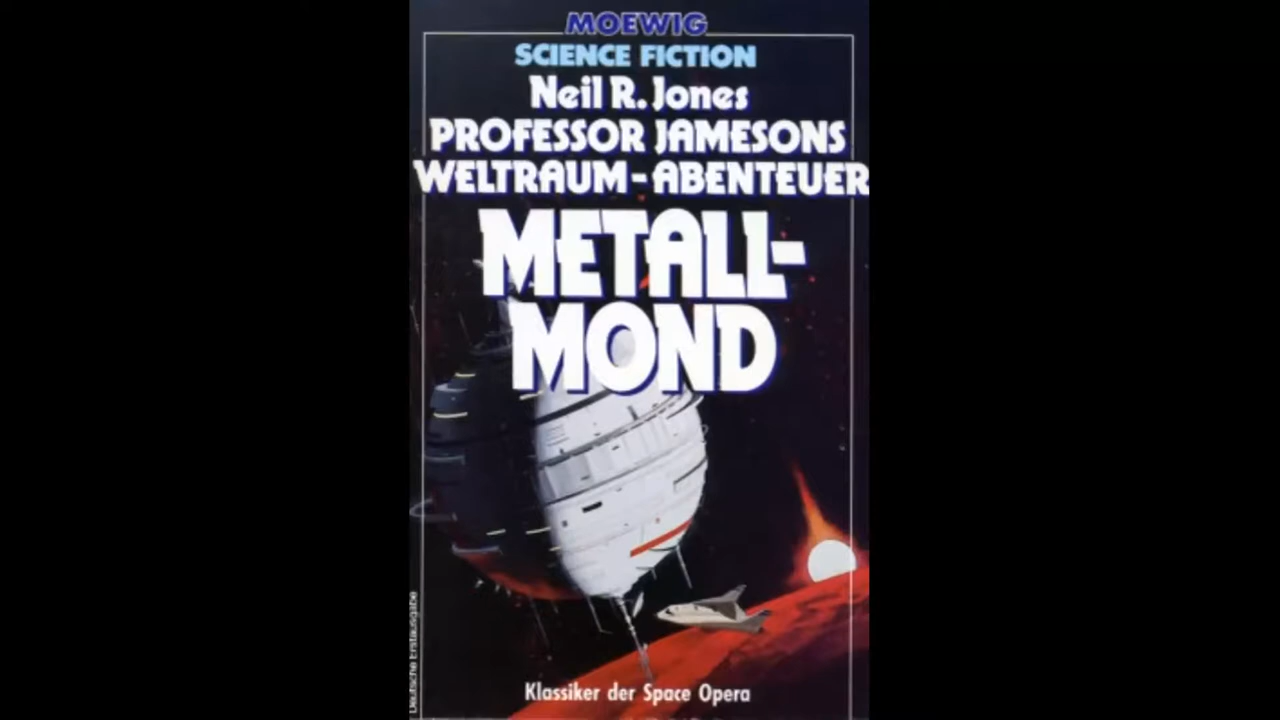 MOEWIG
SCIENCE FICTION
Neil R. Jones
PROFESSOR JAMESONS
WELTRAUM-ABENTEUER
METALL-
MOND
Deutsche Erstausgabe
Klassiker der Space Opera